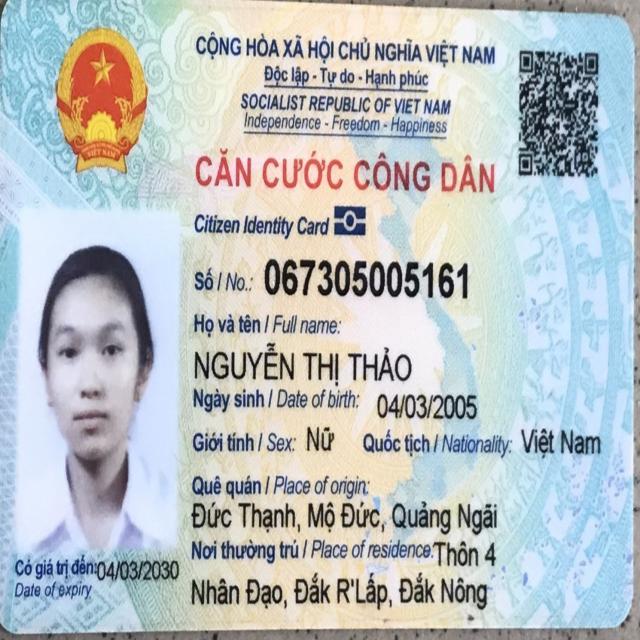 CỘNG HÒA XÃ HỘI CHỦ NGHĨA VIỆT NAM
Độc lập - Tự do - Hạnh phúc
SOCIALIST REPUBLIC OF VIET NAM
Independence - Freedom - Happiness
CĂN CƯỚC CÔNG DÂN
Citizen Identity Card
Số / No.: 067305005161
Họ và tên / Full name:
NGUYỄN THỊ THẢO
Ngày sinh / Date of birth: 04/03/2005
Giới tính / Sex: Nữ Quốc tịch / Nationality: Việt Nam
Quê quán / Place of origin:
Đức Thạnh, Mộ Đức, Quảng Ngãi
Nơi thường trú / Place of residence: Thôn 4
Nhân Đạo, Đắk R'Lấp, Đắk Nông
Có giá trị đến: 04/03/2030
Date of expiry
VIỆT NAM